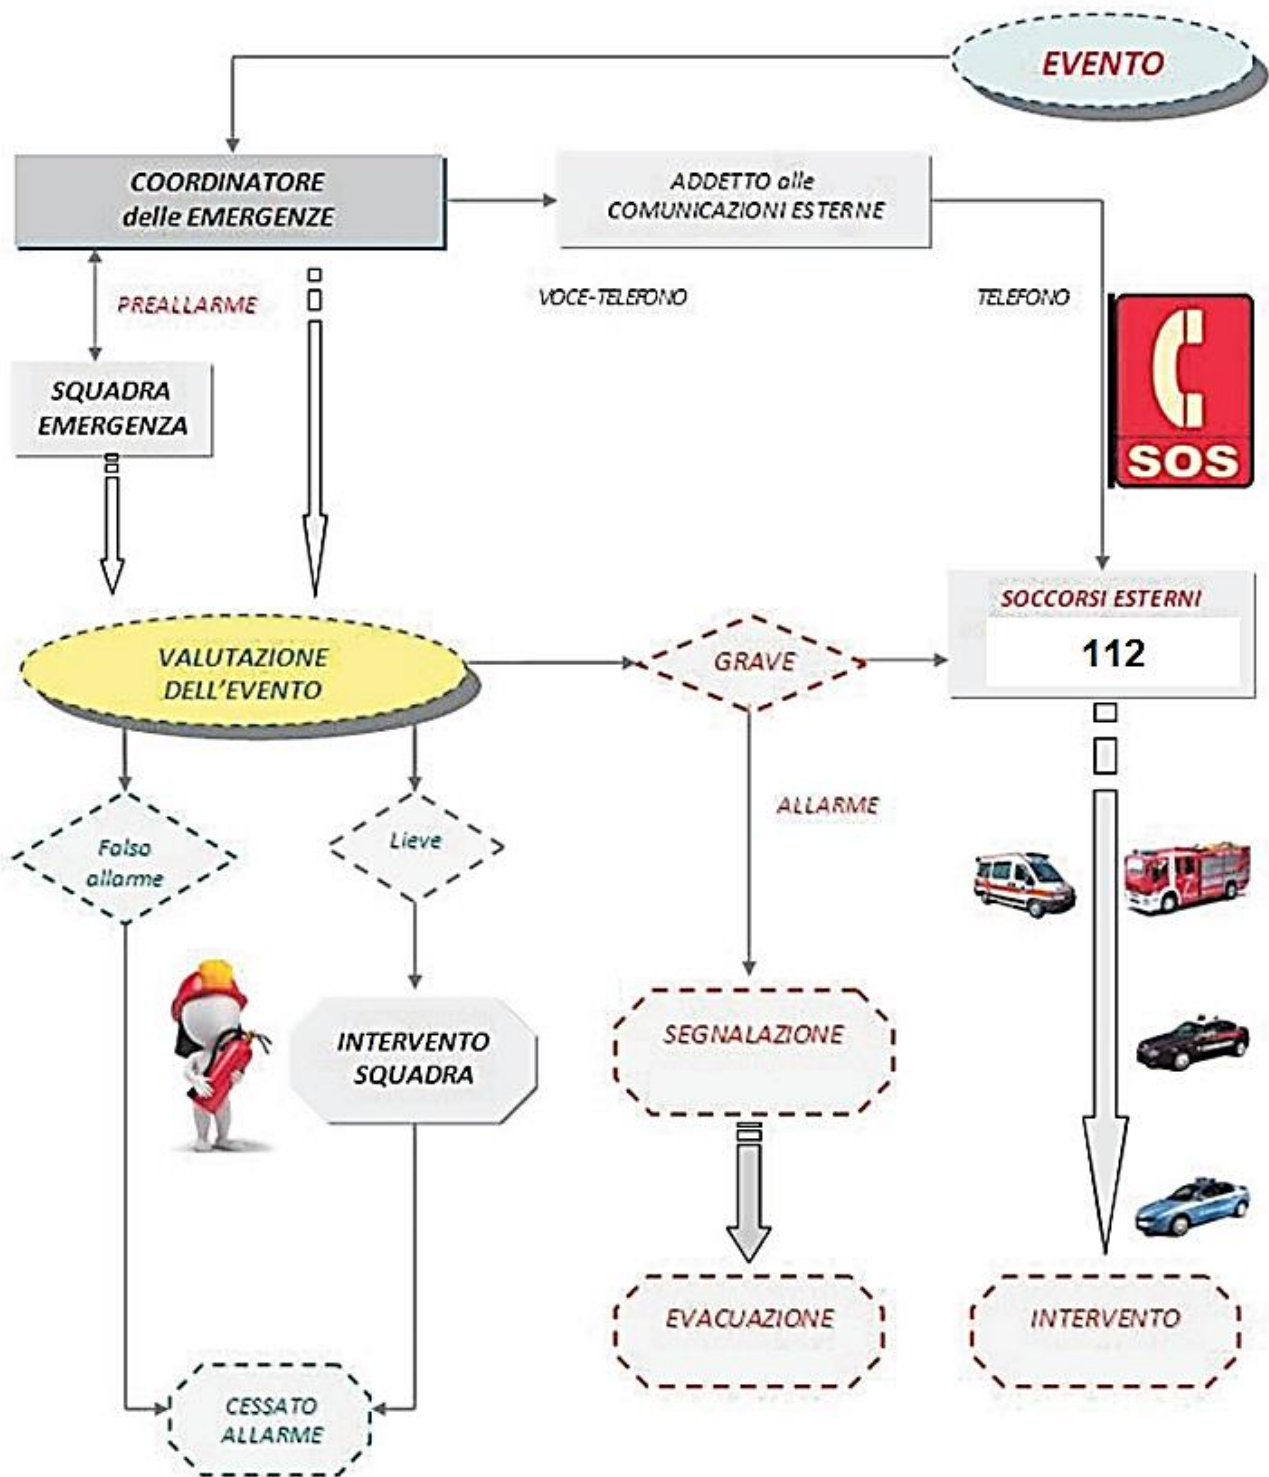 EVENTO
COORDINATORE
delle EMERGENZE
ADDETTO alle
COMUNICAZIONI ESTERNE
PREALLARME
VOCE-TELEFONO
TELEFONO
SQUADRA
EMERGENZA
SOS
SOCCORSI ESTERNI
112
VALUTAZIONE
DELL'EVENTO
GRAVE
ALLARME
Falso
allarme
Lieve
INTERVENTO
SQUADRA
SEGNALAZIONE
EVACUAZIONE
INTERVENTO
CESSATO
ALLARME